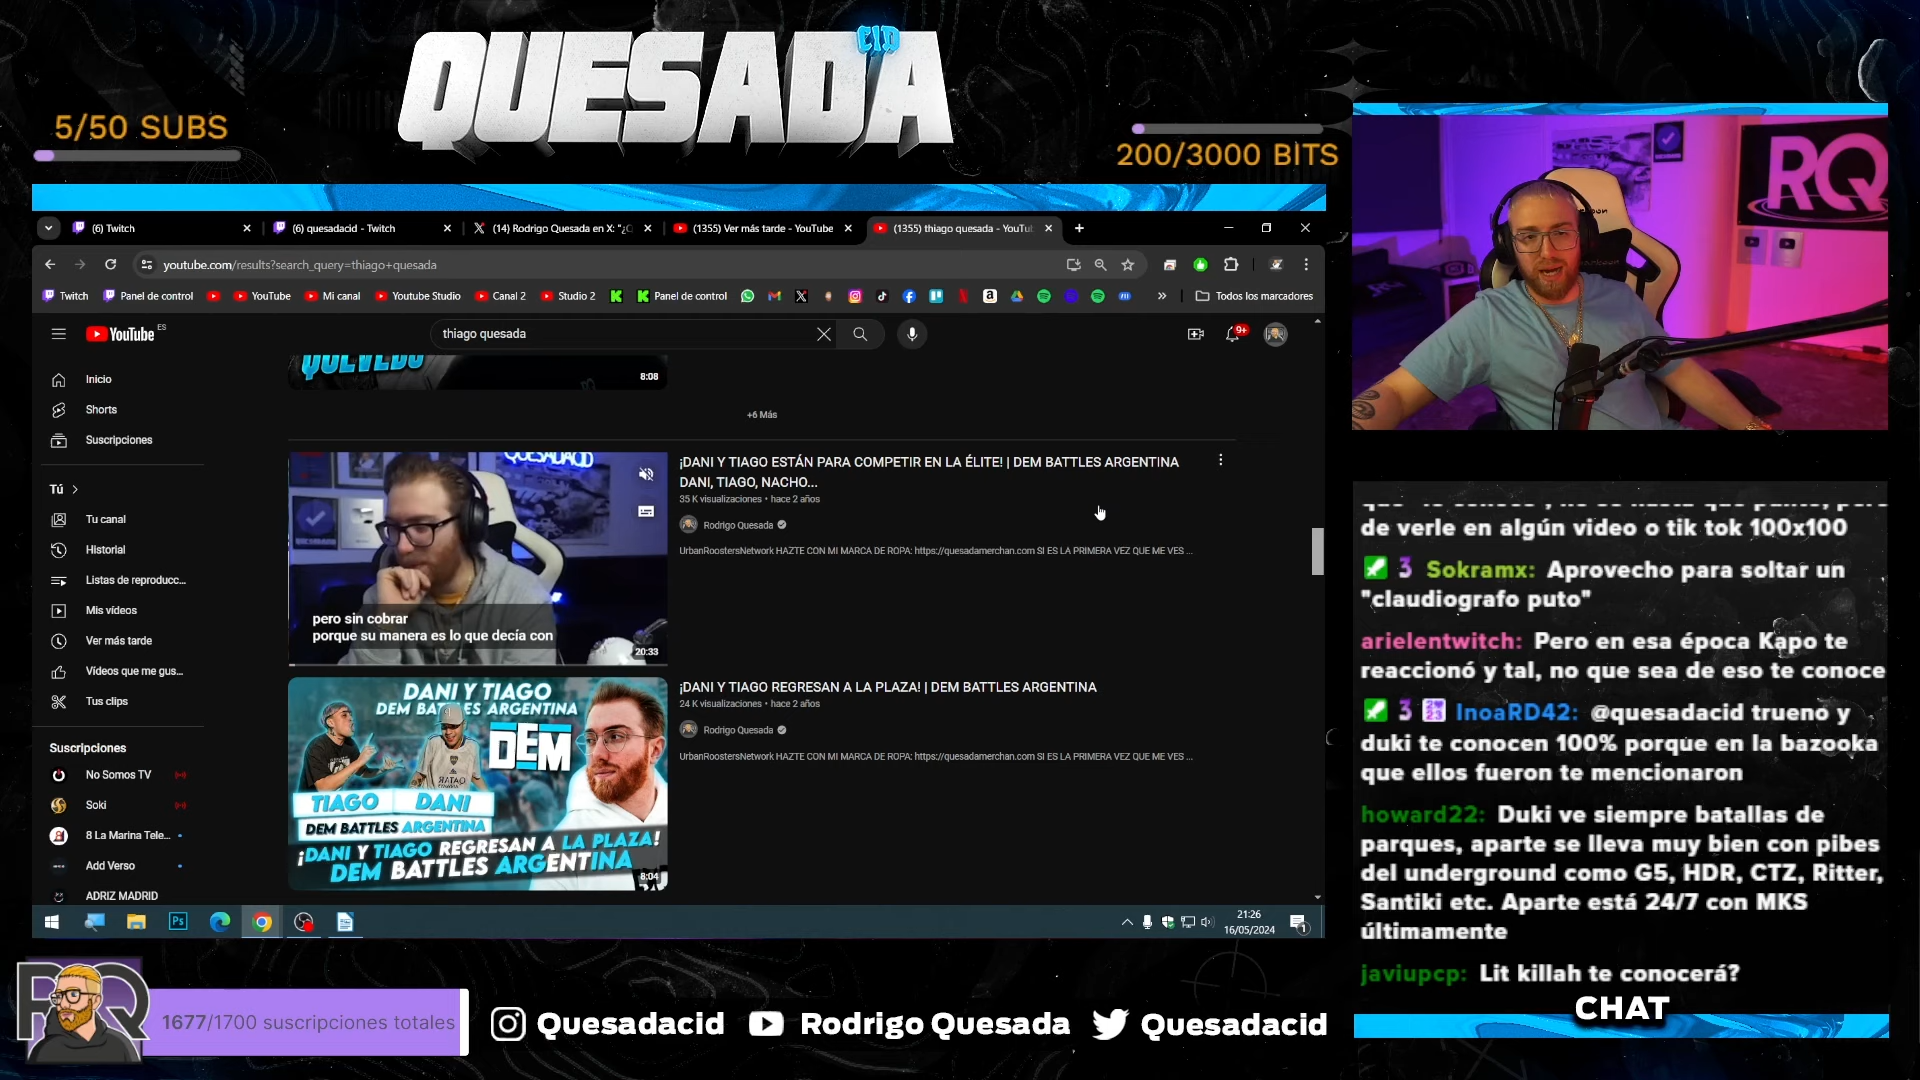 QUESADA
CID
5/50 SUBS
200/3000 BITS
(6) Twitch
(6) quesadacid - Twitch
(14) Rodrigo Quesada en X: "¿Q
(1355) Ver más tarde - YouTube
(1355) thiago quesada - YouTu
youtube.com/results?search_query=thiago+quesada
Twitch
Panel de control
YouTube
Mi canal
Youtube Studio
Canal 2
Studio 2
Panel de control
Todos los marcadores
YouTube ES
thiago quesada
9+
Inicio
Shorts
Suscripciones
Tú
Tu canal
Historial
Listas de reproducc...
Mis vídeos
Ver más tarde
Vídeos que me gus...
Tus clips
Suscripciones
No Somos TV
Soki
8 La Marina Tele...
Add Verso
ADRIZ MADRID
QUEVEDO
8:08
+6 Más
QUESADACID
pero sin cobrar
porque su manera es lo que decía con
20:33
¡DANI Y TIAGO ESTÁN PARA COMPETIR EN LA ÉLITE! | DEM BATTLES ARGENTINA
DANI, TIAGO, NACHO...
35 K visualizaciones • hace 2 años
Rodrigo Quesada
UrbanRoostersNetwork HAZTE CON MI MARCA DE ROPA: https://quesadamerchan.com SI ES LA PRIMERA VEZ QUE ME VES ...
DANI Y TIAGO
DEM BATTLES ARGENTINA
DEM
TIAGO DANI
DEM BATTLES ARGENTINA
¡DANI Y TIAGO REGRESAN A LA PLAZA!
DEM BATTLES ARGENTINA
8:04
¡DANI Y TIAGO REGRESAN A LA PLAZA! | DEM BATTLES ARGENTINA
24 K visualizaciones • hace 2 años
Rodrigo Quesada
UrbanRoostersNetwork HAZTE CON MI MARCA DE ROPA: https://quesadamerchan.com SI ES LA PRIMERA VEZ QUE ME VES ...
Ps
21:26
16/05/2024
1
RQ
de verle en algún video o tik tok 100x100
3 Sokramx: Aprovecho para soltar un
"claudiografo puto"
arielentwitch: Pero en esa época Kapo te
reaccionó y tal, no que sea de eso te conoce
3 InoaRD42: @quesadacid trueno y
duki te conocen 100% porque en la bazooka
que ellos fueron te mencionaron
howard22: Duki ve siempre batallas de
parques, aparte se lleva muy bien con pibes
del underground como G5, HDR, CTZ, Ritter,
Santiki etc. Aparte está 24/7 con MKS
últimamente
javiupcp: Lit killah te conocerá?
CHAT
RQ
1677/1700 suscripciones totales
Quesadacid
Rodrigo Quesada
Quesadacid